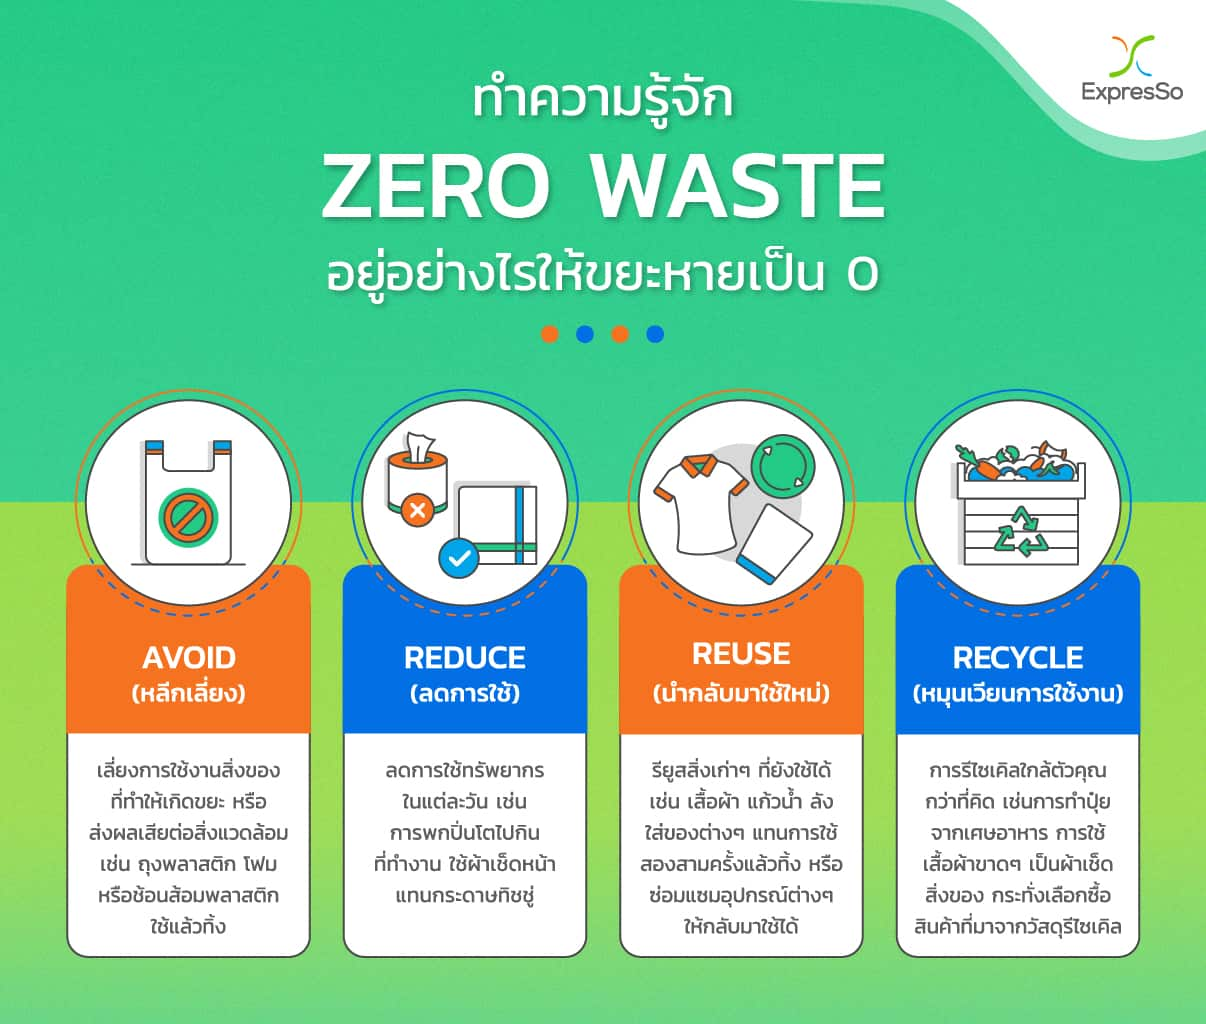 ExpresSo
ทำความรู้จัก
ZERO WASTE
อยู่อย่างไรให้ขยะหายเป็น 0
AVOID
(หลีกเลี่ยง)
เลี่ยงการใช้งานสิ่งของ
ที่ทำให้เกิดขยะ หรือ
ส่งผลเสียต่อสิ่งแวดล้อม
เช่น ถุงพลาสติก โฟม
หรือช้อนส้อมพลาสติก
ใช้แล้วทิ้ง
REDUCE
(ลดการใช้)
ลดการใช้ทรัพยากร
ในแต่ละวัน เช่น
การพกปิ่นโตไปกิน
ที่ทำงาน ใช้ผ้าเช็ดหน้า
แทนกระดาษทิชชู่
REUSE
(นำกลับมาใช้ใหม่)
รียูสสิ่งเก่าๆ ที่ยังใช้ได้
เช่น เสื้อผ้า แก้วน้ำ ลัง
ใส่ของต่างๆ แทนการใช้
สองสามครั้งแล้วทิ้ง หรือ
ซ่อมแซมอุปกรณ์ต่างๆ
ให้กลับมาใช้ได้
RECYCLE
(หมุนเวียนการใช้งาน)
การรีไซเคิลใกล้ตัวคุณ
กว่าที่คิด เช่นการทำปุ๋ย
จากเศษอาหาร การใช้
เสื้อผ้าขาดๆ เป็นผ้าเช็ด
สิ่งของ กระทั่งเลือกซื้อ
สินค้าที่มาจากวัสดุรีไซเคิล